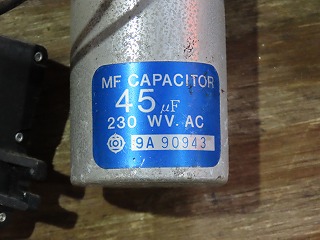 MF CAPACITOR
45 μF
230 WV. AC
9A 90943